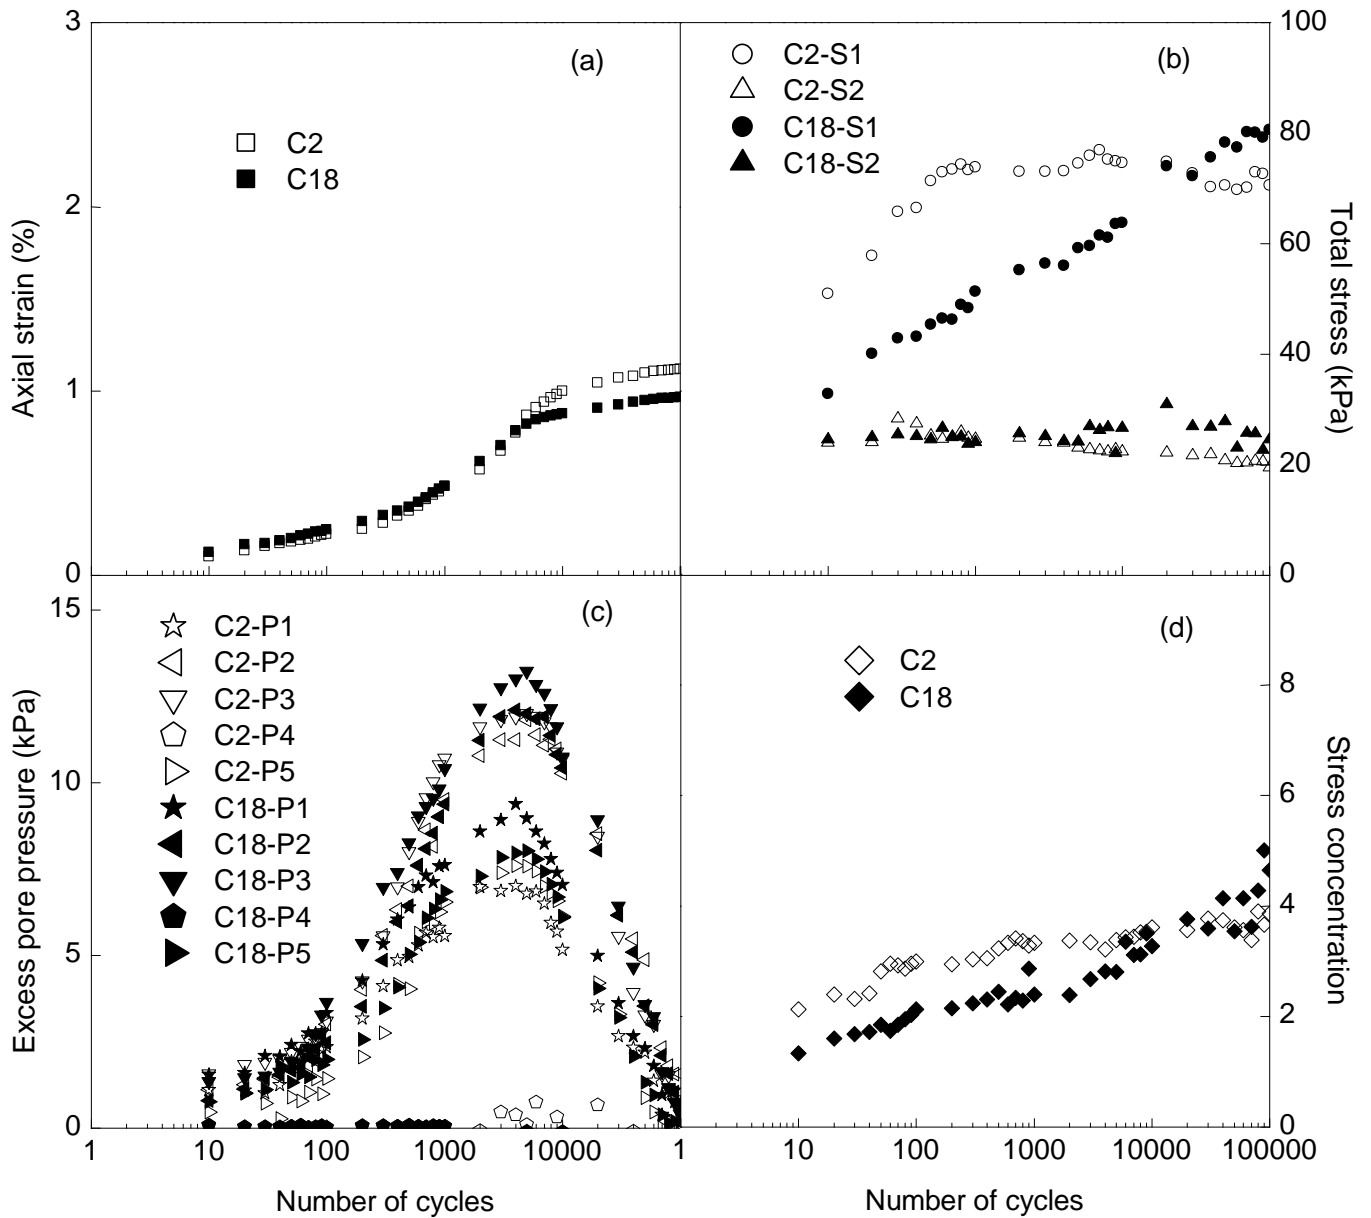 3
2
1
0
Axial strain (%)
(a)
C2
C18
100
80
60
40
20
0
Total stress (kPa)
(b)
C2-S1
C2-S2
C18-S1
C18-S2
15
10
5
0
Excess pore pressure (kPa)
(c)
C2-P1
C2-P2
C2-P3
C2-P4
C2-P5
C18-P1
C18-P2
C18-P3
C18-P4
C18-P5
1 10 100 1000 10000 1
Number of cycles
8
6
4
2
0
Stress concentration
(d)
C2
C18
10 100 1000 10000 100000
Number of cycles